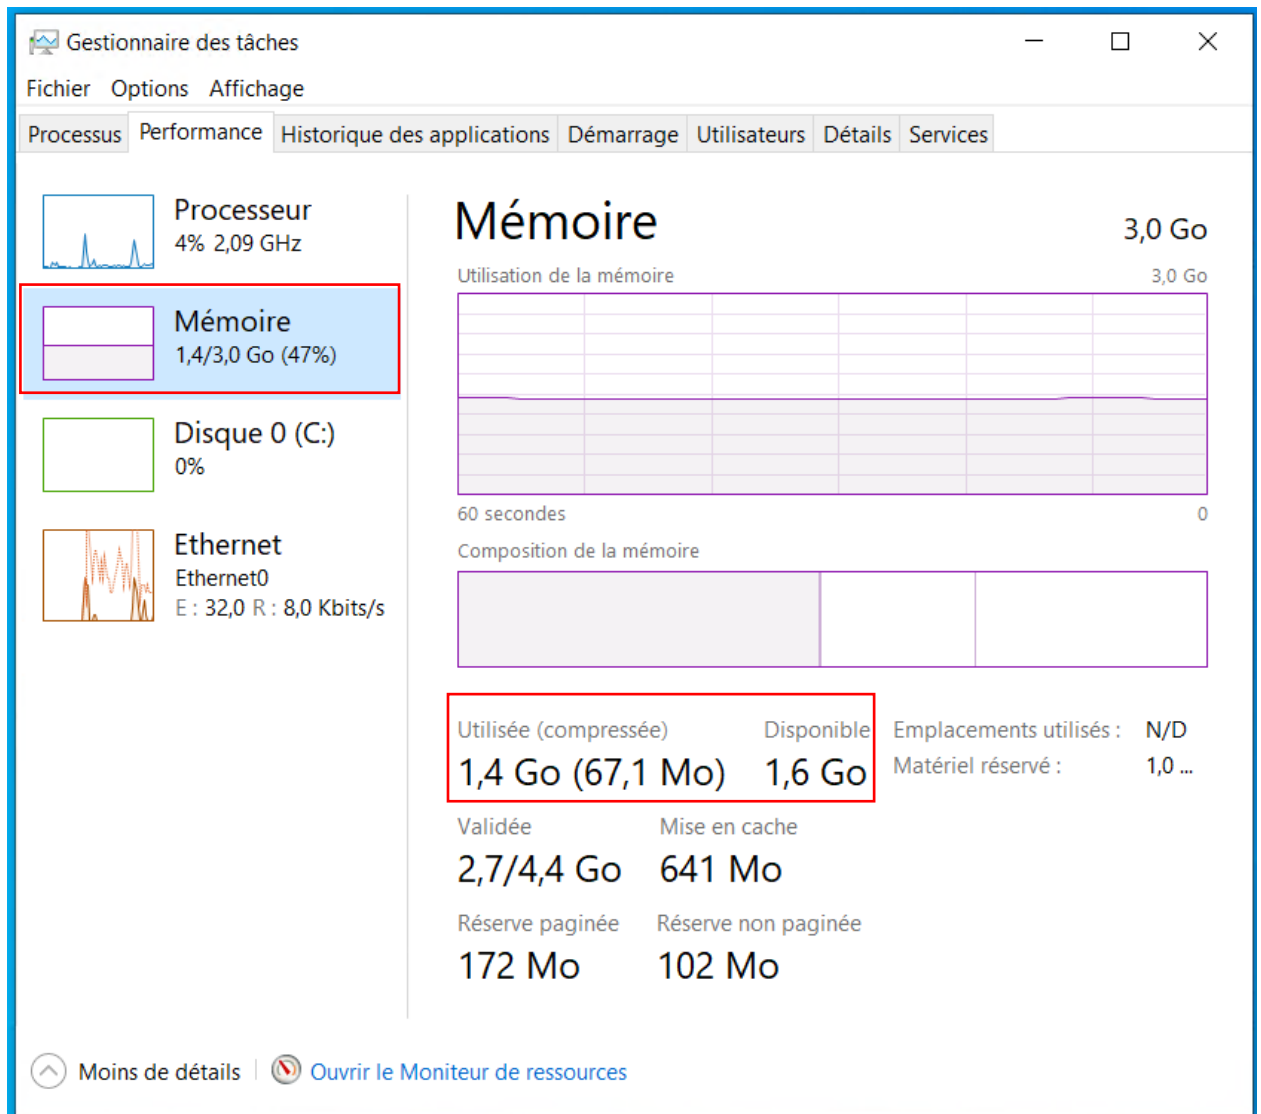 Gestionnaire des tâches
Fichier Options Affichage
Processus Performance Historique des applications Démarrage Utilisateurs Détails Services
Processeur
4% 2,09 GHz
Mémoire
1,4/3,0 Go (47%)
Disque 0 (C:)
0%
Ethernet
Ethernet0
E : 32,0 R : 8,0 Kbits/s
Mémoire 3,0 Go
Utilisation de la mémoire 3,0 Go
60 secondes 0
Composition de la mémoire
Utilisée (compressée) Disponible
1,4 Go (67,1 Mo) 1,6 Go
Emplacements utilisés : N/D
Matériel réservé : 1,0 ...
Validée Mise en cache
2,7/4,4 Go 641 Mo
Réserve paginée Réserve non paginée
172 Mo 102 Mo
Moins de détails Ouvrir le Moniteur de ressources